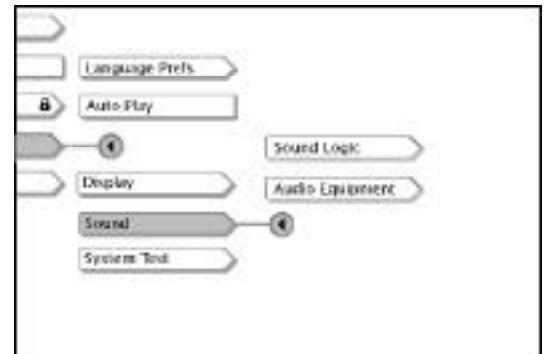 Language Prefs
Auto Play
Sound Logic
Display
Audio Equipment
Sound
System Test